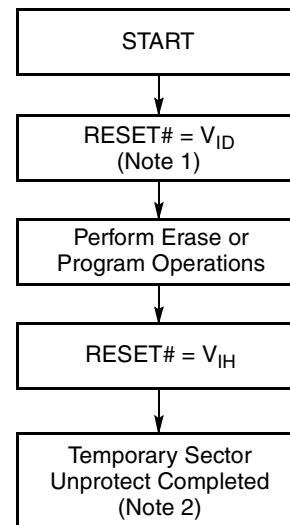 START
RESET# = VID
(Note 1)
Perform Erase or
Program Operations
RESET# = VIH
Temporary Sector
Unprotect Completed
(Note 2)